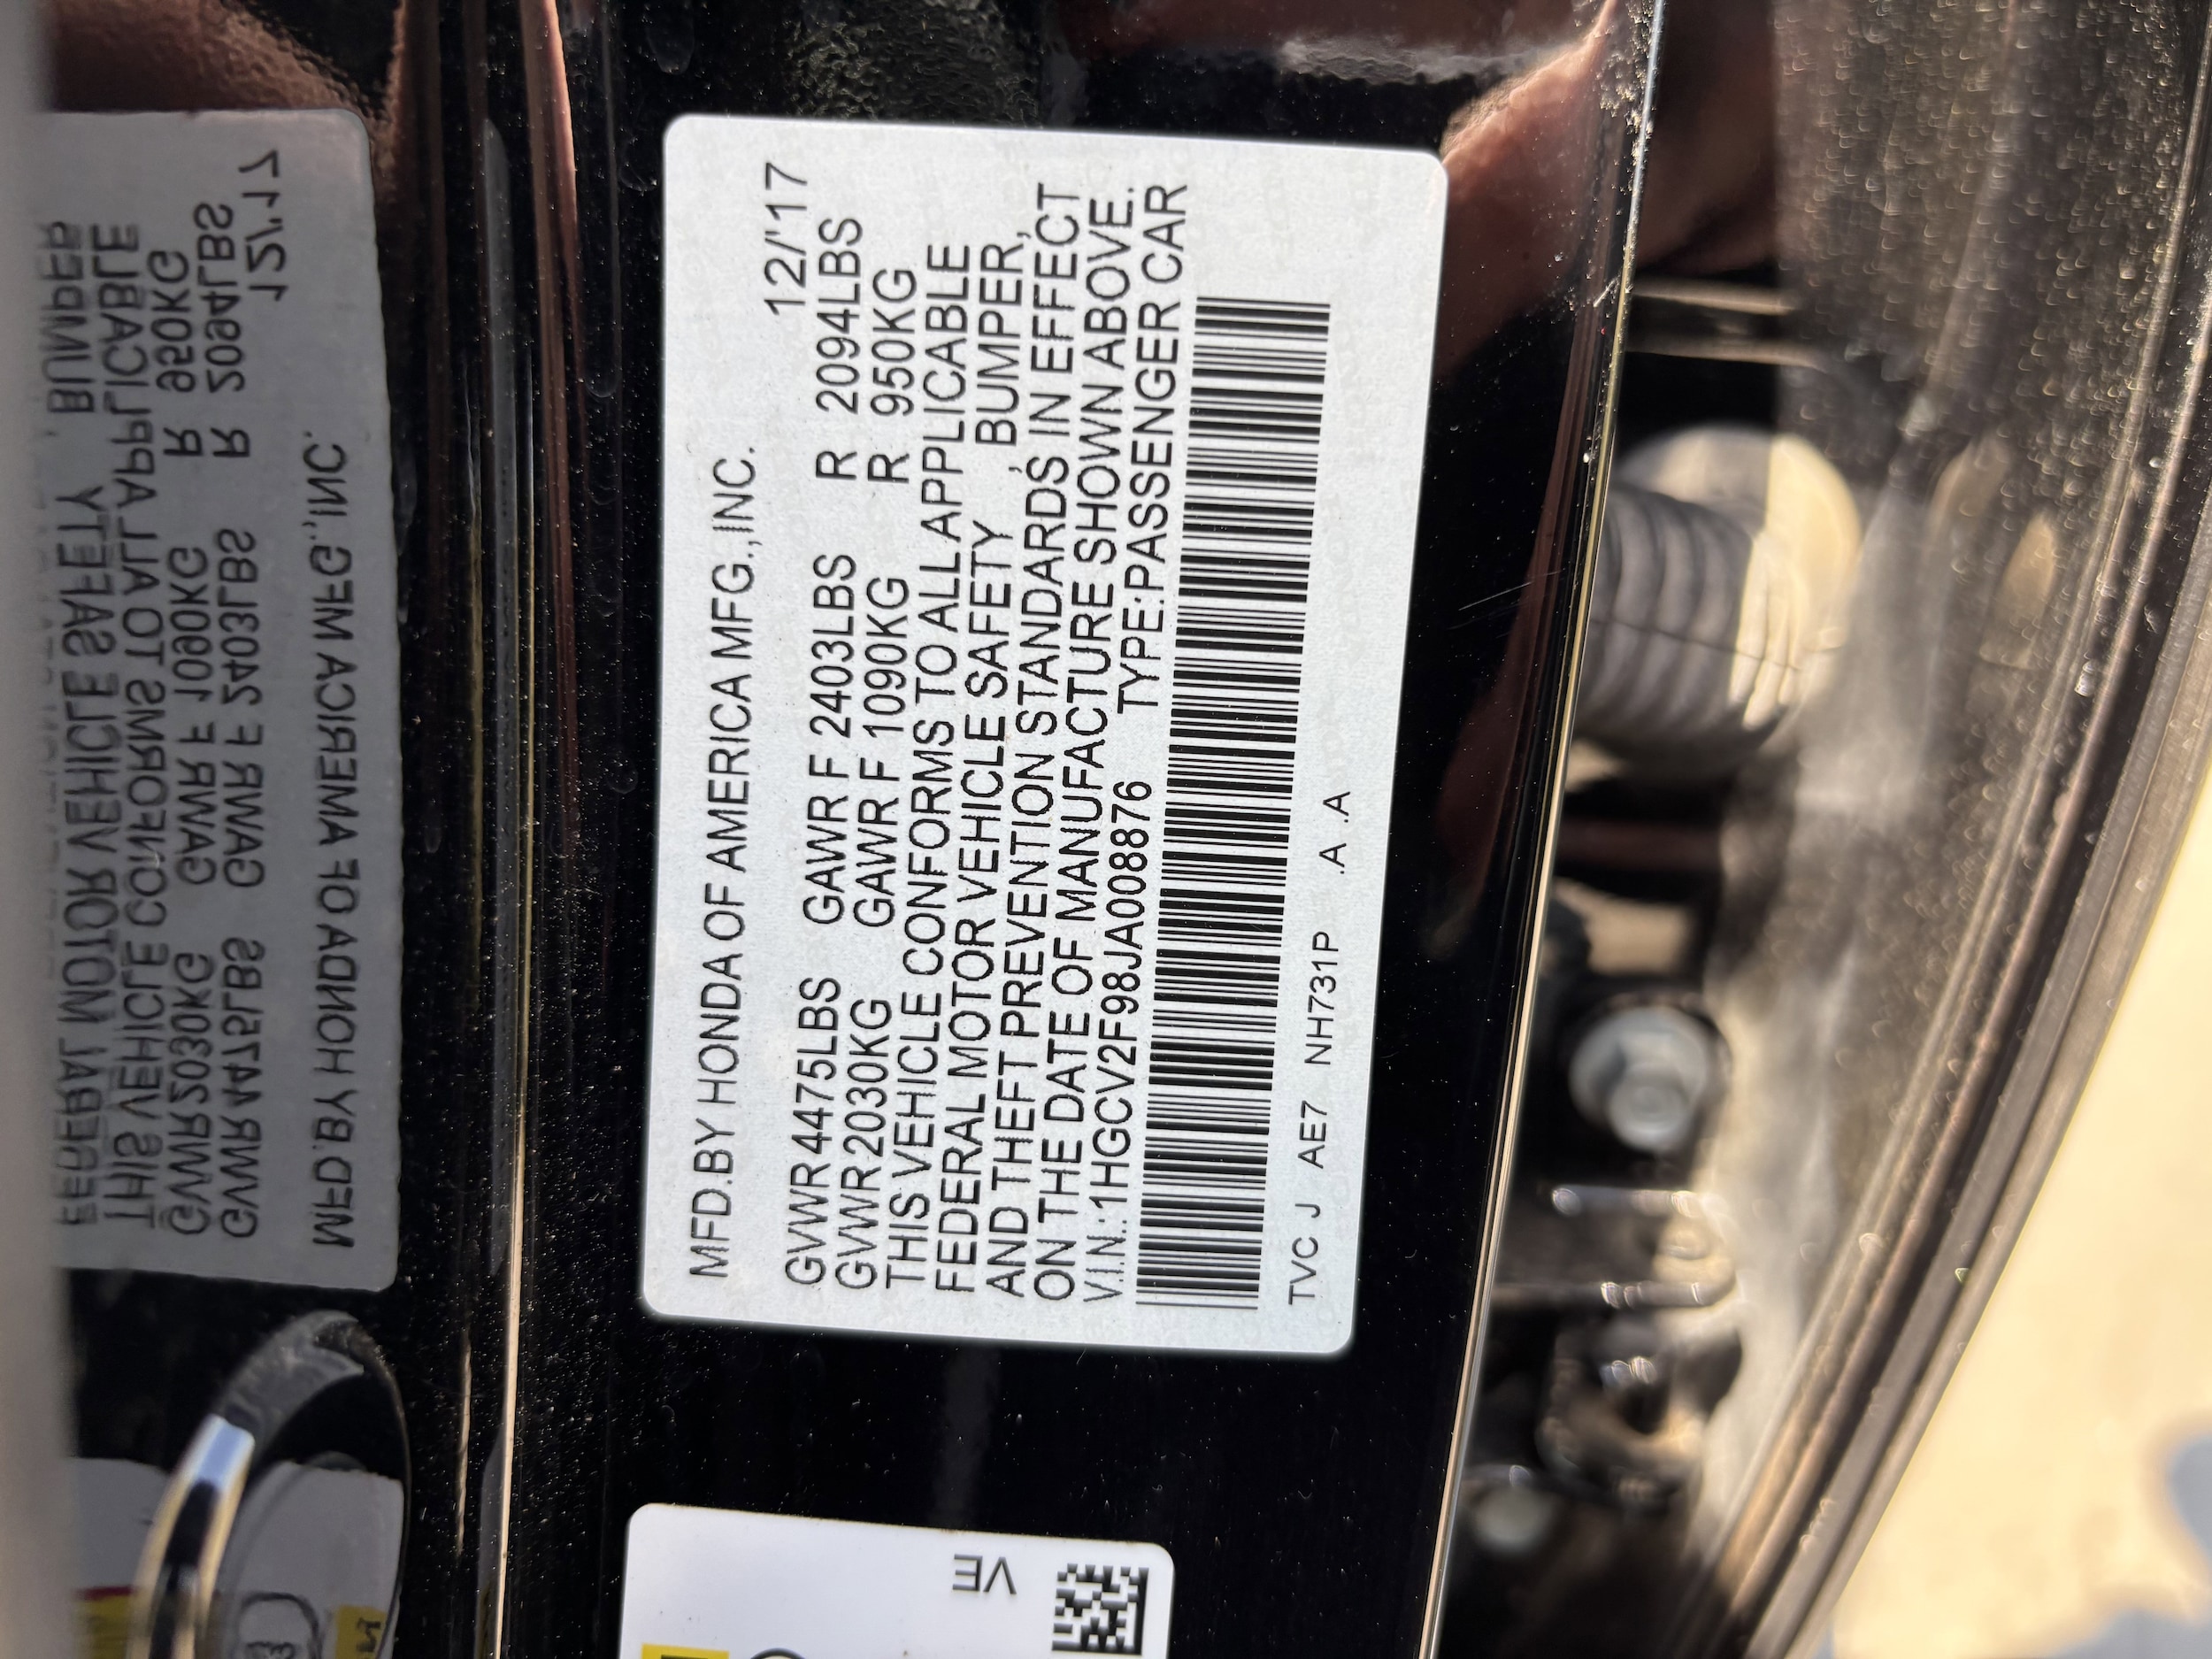 MFD.BY HONDA OF AMERICA MFG.,INC.
12/'17
GVWR 4475LBS GAWR F 2403LBS R 2094LBS
GVWR 2030KG GAWR F 1090KG R 950KG
THIS VEHICLE CONFORMS TO ALL APPLICABLE
FEDERAL MOTOR VEHICLE SAFETY , BUMPER,
AND THEFT PREVENTION STANDARDS IN EFFECT
ON THE DATE OF MANUFACTURE SHOWN ABOVE.
V.I.N.:1HGCV2F98JA008876 TYPE:PASSENGER CAR
TVC J AE7 NH731P .A .A
VE